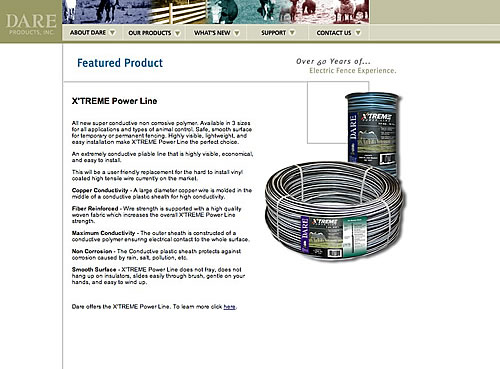 DARE
PRODUCTS, INC.
ABOUT DARE
OUR PRODUCTS
WHAT'S NEW
SUPPORT
CONTACT US
Featured Product
Over 60 Years of...
Electric Fence Experience.
X'TREME Power Line
All new super conductive non corrosive polymer. Available in 3 sizes
for all applications and types of animal control. Safe, smooth surface
for temporary or permanent fencing. Highly visible, lightweight, and
easy installation make X'TREME Power Line the perfect choice.
An extremely conductive pliable line that is highly visible, economical,
and easy to install.
This will be a user friendly replacement for the hard to install vinyl
coated high tensile wire currently on the market.
Copper Conductivity - A large diameter copper wire is molded in the
middle of a conductive plastic sheath for high conductivity.
Fiber Reinforced - Wire strength is supported with a high quality
woven fabric which increases the overall X'TREME Power Line
strength.
Maximum Conductivity - The outer sheath is constructed of a
conductive polymer ensuring electrical contact to the whole surface.
Non Corrosion - The Conductive plastic sheath protects against
corrosion caused by rain, salt, pollution, etc.
Smooth Surface - X'TREME Power Line does not fray, does not
hang up on insulators, slides easily through brush, gentle on your
hands, and easy to wind up.
Dare offers the X'TREME Power Line. To learn more click here.
DARE
X'TREME
DARE
X'TREME